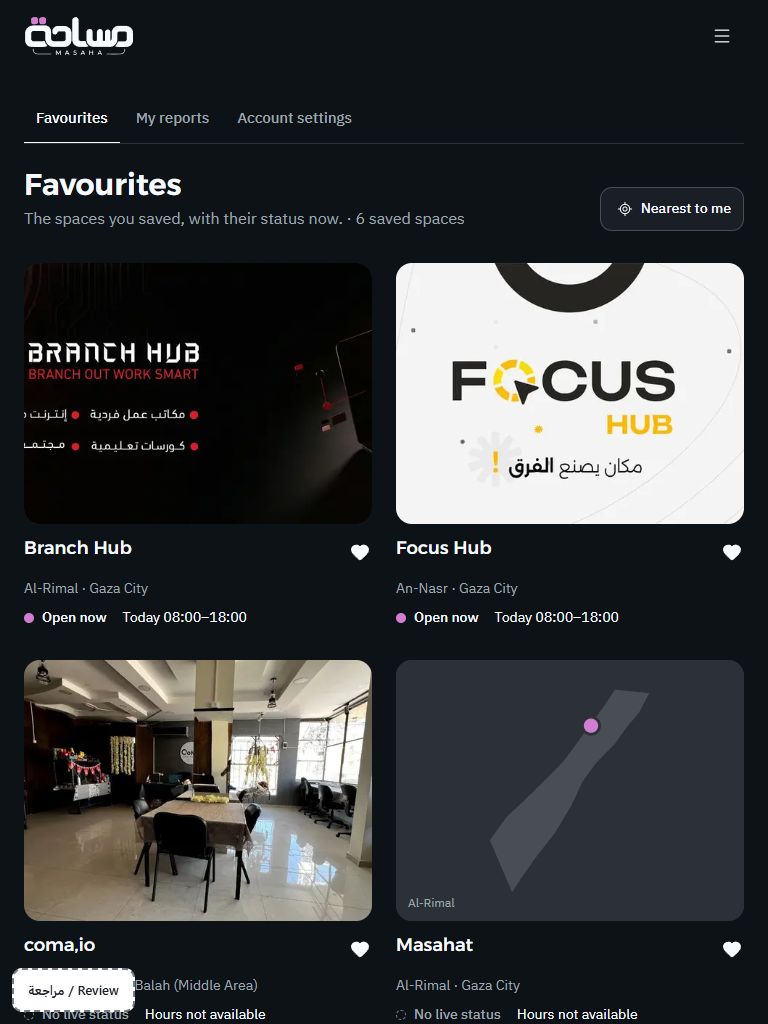 مساحة
MASAHA
Favourites
My reports
Account settings
Favourites
The spaces you saved, with their status now. · 6 saved spaces
Nearest to me
BRANCH HUB
BRANCH OUT WORK SMART
مكاتب عمل فردية
إنترنت
كورسات تعليمية
FOCUS
HUB
مكان يصنع الفرق !
Branch Hub
Al-Rimal · Gaza City
Open now
Today 08:00–18:00
Focus Hub
An-Nasr · Gaza City
Open now
Today 08:00–18:00
Al-Rimal
coma,io
Balah (Middle Area)
No live status
Hours not available
Masahat
Al-Rimal · Gaza City
No live status
Hours not available
مراجعة / Review